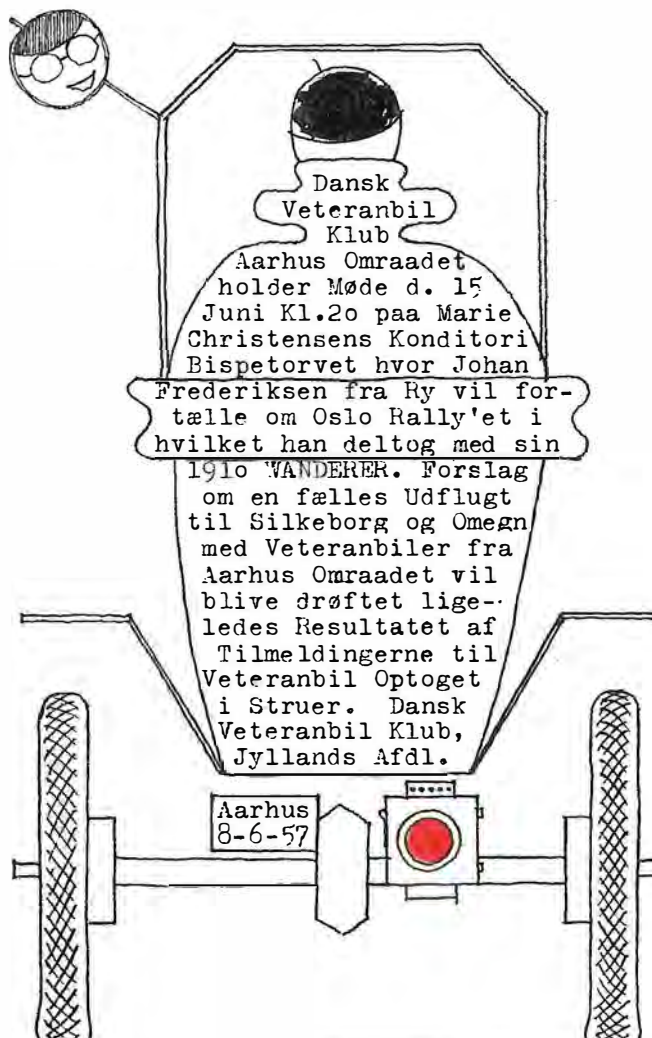 Dansk
Veteranbil
Klub
Aarhus Omraadet
holder Møde d. 15
Juni Kl.2o paa Marie
Christensens Konditori
Bispetorvet hvor Johan
Frederiksen fra Ry vil for-
tælle om Oslo Rally'et i
hvilket han deltog med sin
191o WANDERER. Forslag
om en fælles Udflugt
til Silkeborg og Omegn
med Veteranbiler fra
Aarhus Omraadet vil
blive drøftet lige-
ledes Resultatet af
Tilmeldingerne til
Veteranbil Optoget
i Struer. Dansk
Veteranbil Klub,
Jyllands Afdl.
Aarhus
8-6-57